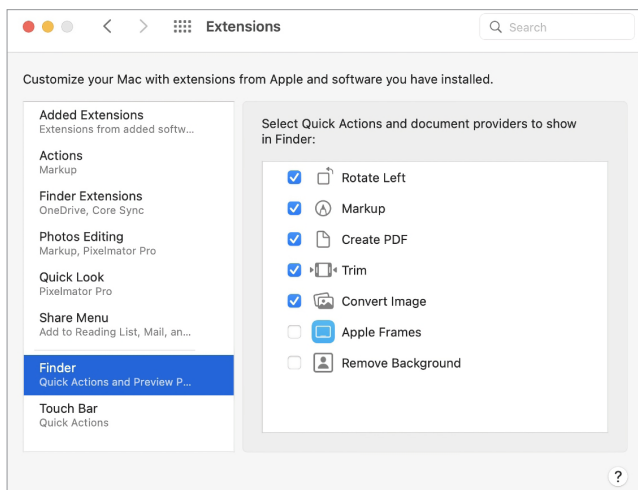 Extensions
Search
Customize your Mac with extensions from Apple and software you have installed.
Added Extensions
Extensions from added softw...
Actions
Markup
Finder Extensions
OneDrive, Core Sync
Photos Editing
Markup, Pixelmator Pro
Quick Look
Pixelmator Pro
Share Menu
Add to Reading List, Mail, an...
Finder
Quick Actions and Preview P...
Touch Bar
Quick Actions
Select Quick Actions and document providers to show
in Finder:
Rotate Left
Markup
Create PDF
Trim
Convert Image
Apple Frames
Remove Background
?